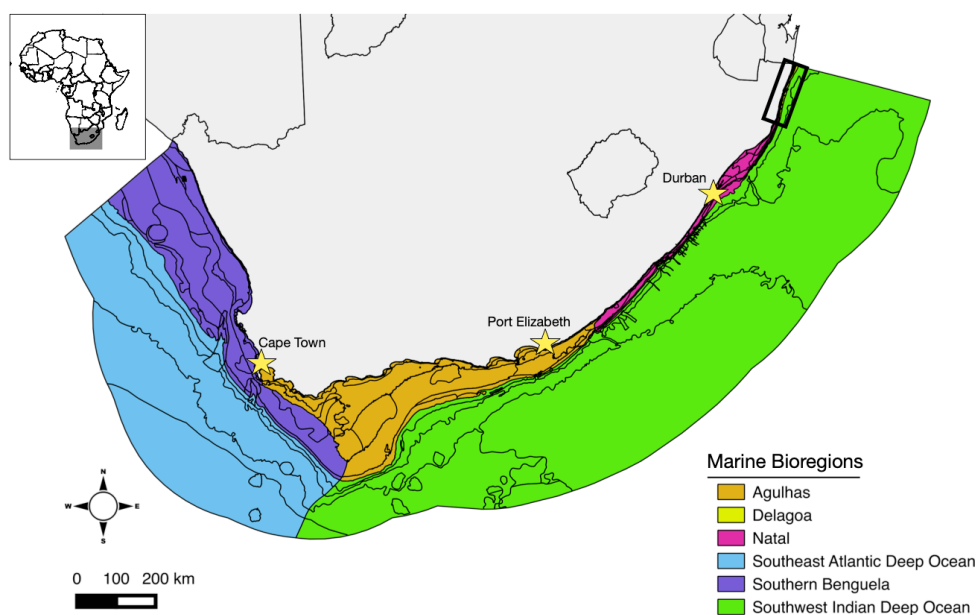 Durban
Port Elizabeth
Cape Town
N
W
E
S
0 100 200 km
Marine Bioregions
Agulhas
Delagoa
Natal
Southeast Atlantic Deep Ocean
Southern Benguela
Southwest Indian Deep Ocean